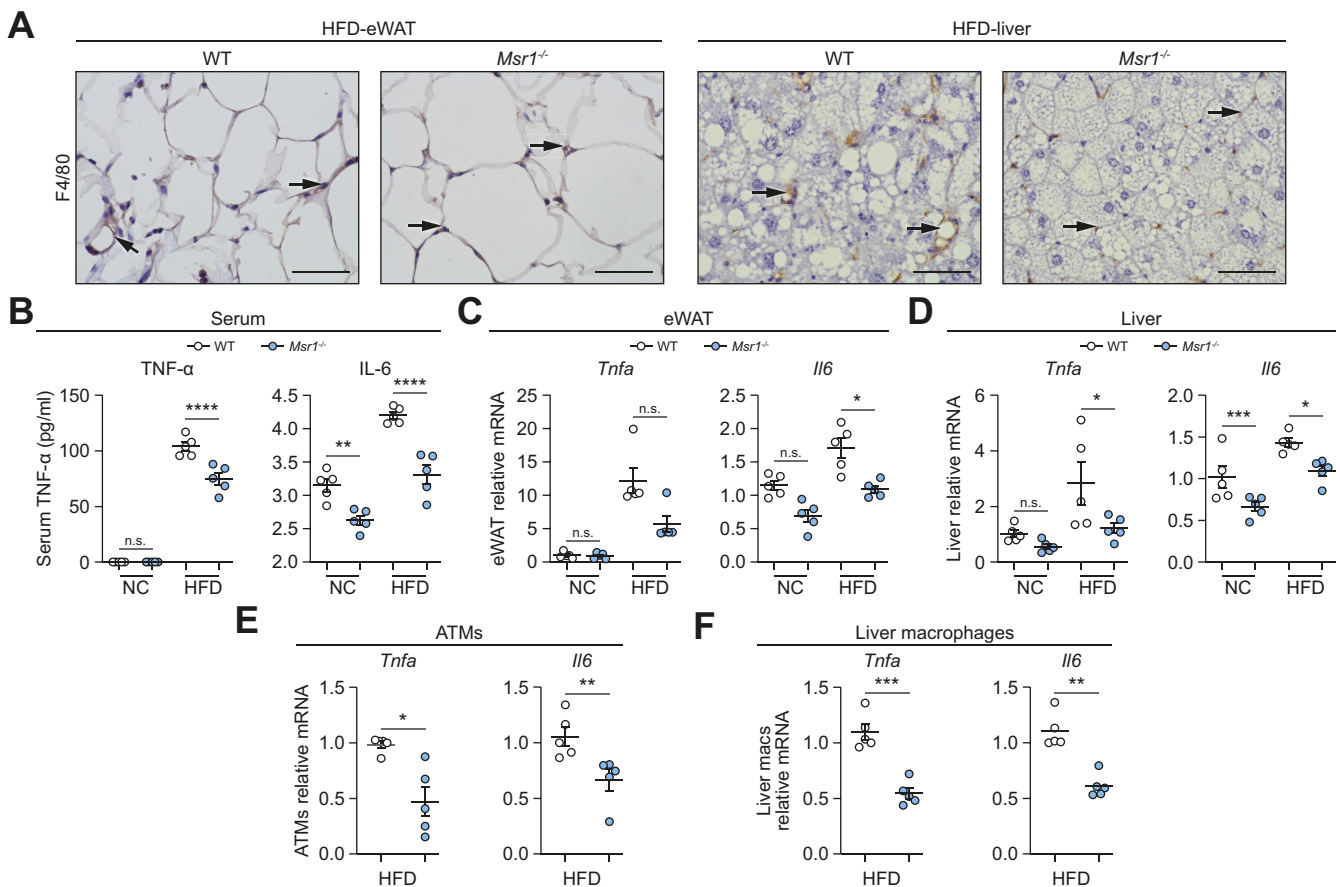 A
HFD-eWAT
HFD-liver
WT
Msr1-/-
WT
Msr1-/-
F4/80
B
Serum
WT
Msr1-/-
TNF-α
IL-6
Serum TNF-α (pg/ml)
150
100
50
0
n.s.
****
NC
HFD
4.5
4.0
3.5
3.0
2.5
2.0
**
****
NC
HFD
C
eWAT
WT
Msr1-/-
Tnfa
Il6
eWAT relative mRNA
25
20
15
10
5
0
n.s.
n.s.
NC
HFD
2.5
2.0
1.5
1.0
0.5
0.0
n.s.
*
NC
HFD
D
Liver
WT
Msr1-/-
Tnfa
Il6
Liver relative mRNA
6
4
2
0
n.s.
*
NC
HFD
2.0
1.5
1.0
0.5
0.0
***
*
NC
HFD
E
ATMs
Tnfa
Il6
ATMs relative mRNA
1.5
1.0
0.5
0.0
*
HFD
1.5
1.0
0.5
0.0
**
HFD
F
Liver macrophages
Tnfa
Il6
Liver macs
relative mRNA
1.5
1.0
0.5
0.0
***
HFD
1.5
1.0
0.5
0.0
**
HFD